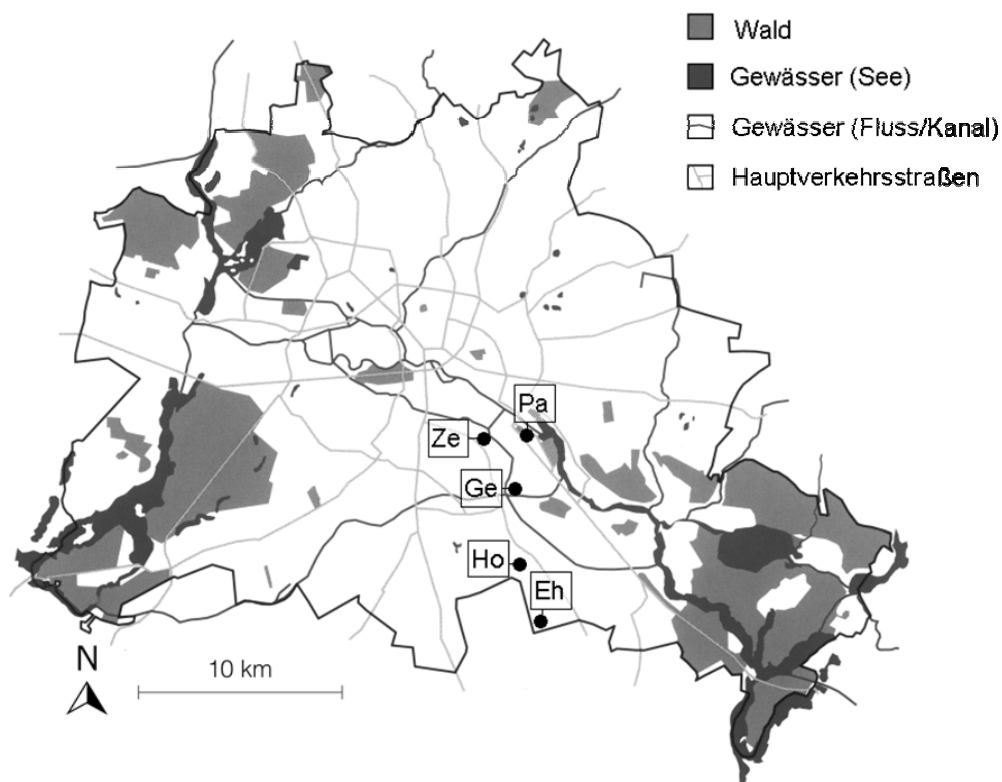 Wald
Gewässer (See)
Gewässer (Fluss/Kanal)
Hauptverkehrsstraßen
Pa
Ze
Ge
Ho
Eh
N
10 km